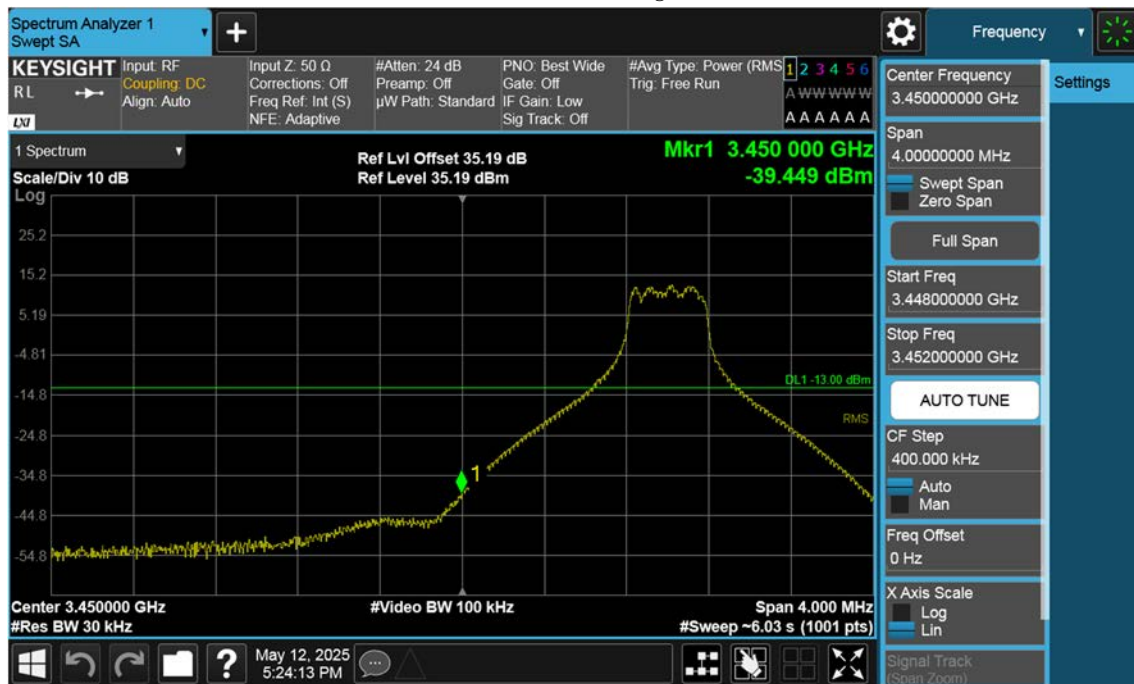 Spectrum Analyzer 1
Swept SA
+
Frequency
KEYSIGHT
RL
LXI
Input: RF
Coupling: DC
Align: Auto
Input Z: 50 Ω
Corrections: Off
Freq Ref: Int (S)
NFE: Adaptive
#Atten: 24 dB
Preamp: Off
µW Path: Standard
PNO: Best Wide
Gate: Off
IF Gain: Low
Sig Track: Off
#Avg Type: Power (RMS
Trig: Free Run
1 2 3 4 5 6
A W W W W W
A A A A A A
1 Spectrum
Scale/Div 10 dB
Log
Ref Lvl Offset 35.19 dB
Ref Level 35.19 dBm
Mkr1 3.450 000 GHz
-39.449 dBm
25.2
15.2
5.19
-4.81
-14.8
-24.8
-34.8
-44.8
-54.8
DL1 -13.00 dBm
RMS
1
Center 3.450000 GHz
#Res BW 30 kHz
#Video BW 100 kHz
Span 4.000 MHz
#Sweep ~6.03 s (1001 pts)
Center Frequency
3.450000000 GHz
Settings
Span
4.00000000 MHz
Swept Span
Zero Span
Full Span
Start Freq
3.448000000 GHz
Stop Freq
3.452000000 GHz
AUTO TUNE
CF Step
400.000 kHz
Auto
Man
Freq Offset
0 Hz
X Axis Scale
Log
Lin
Signal Track
(Span Zoom)
?
May 12, 2025
5:24:13 PM